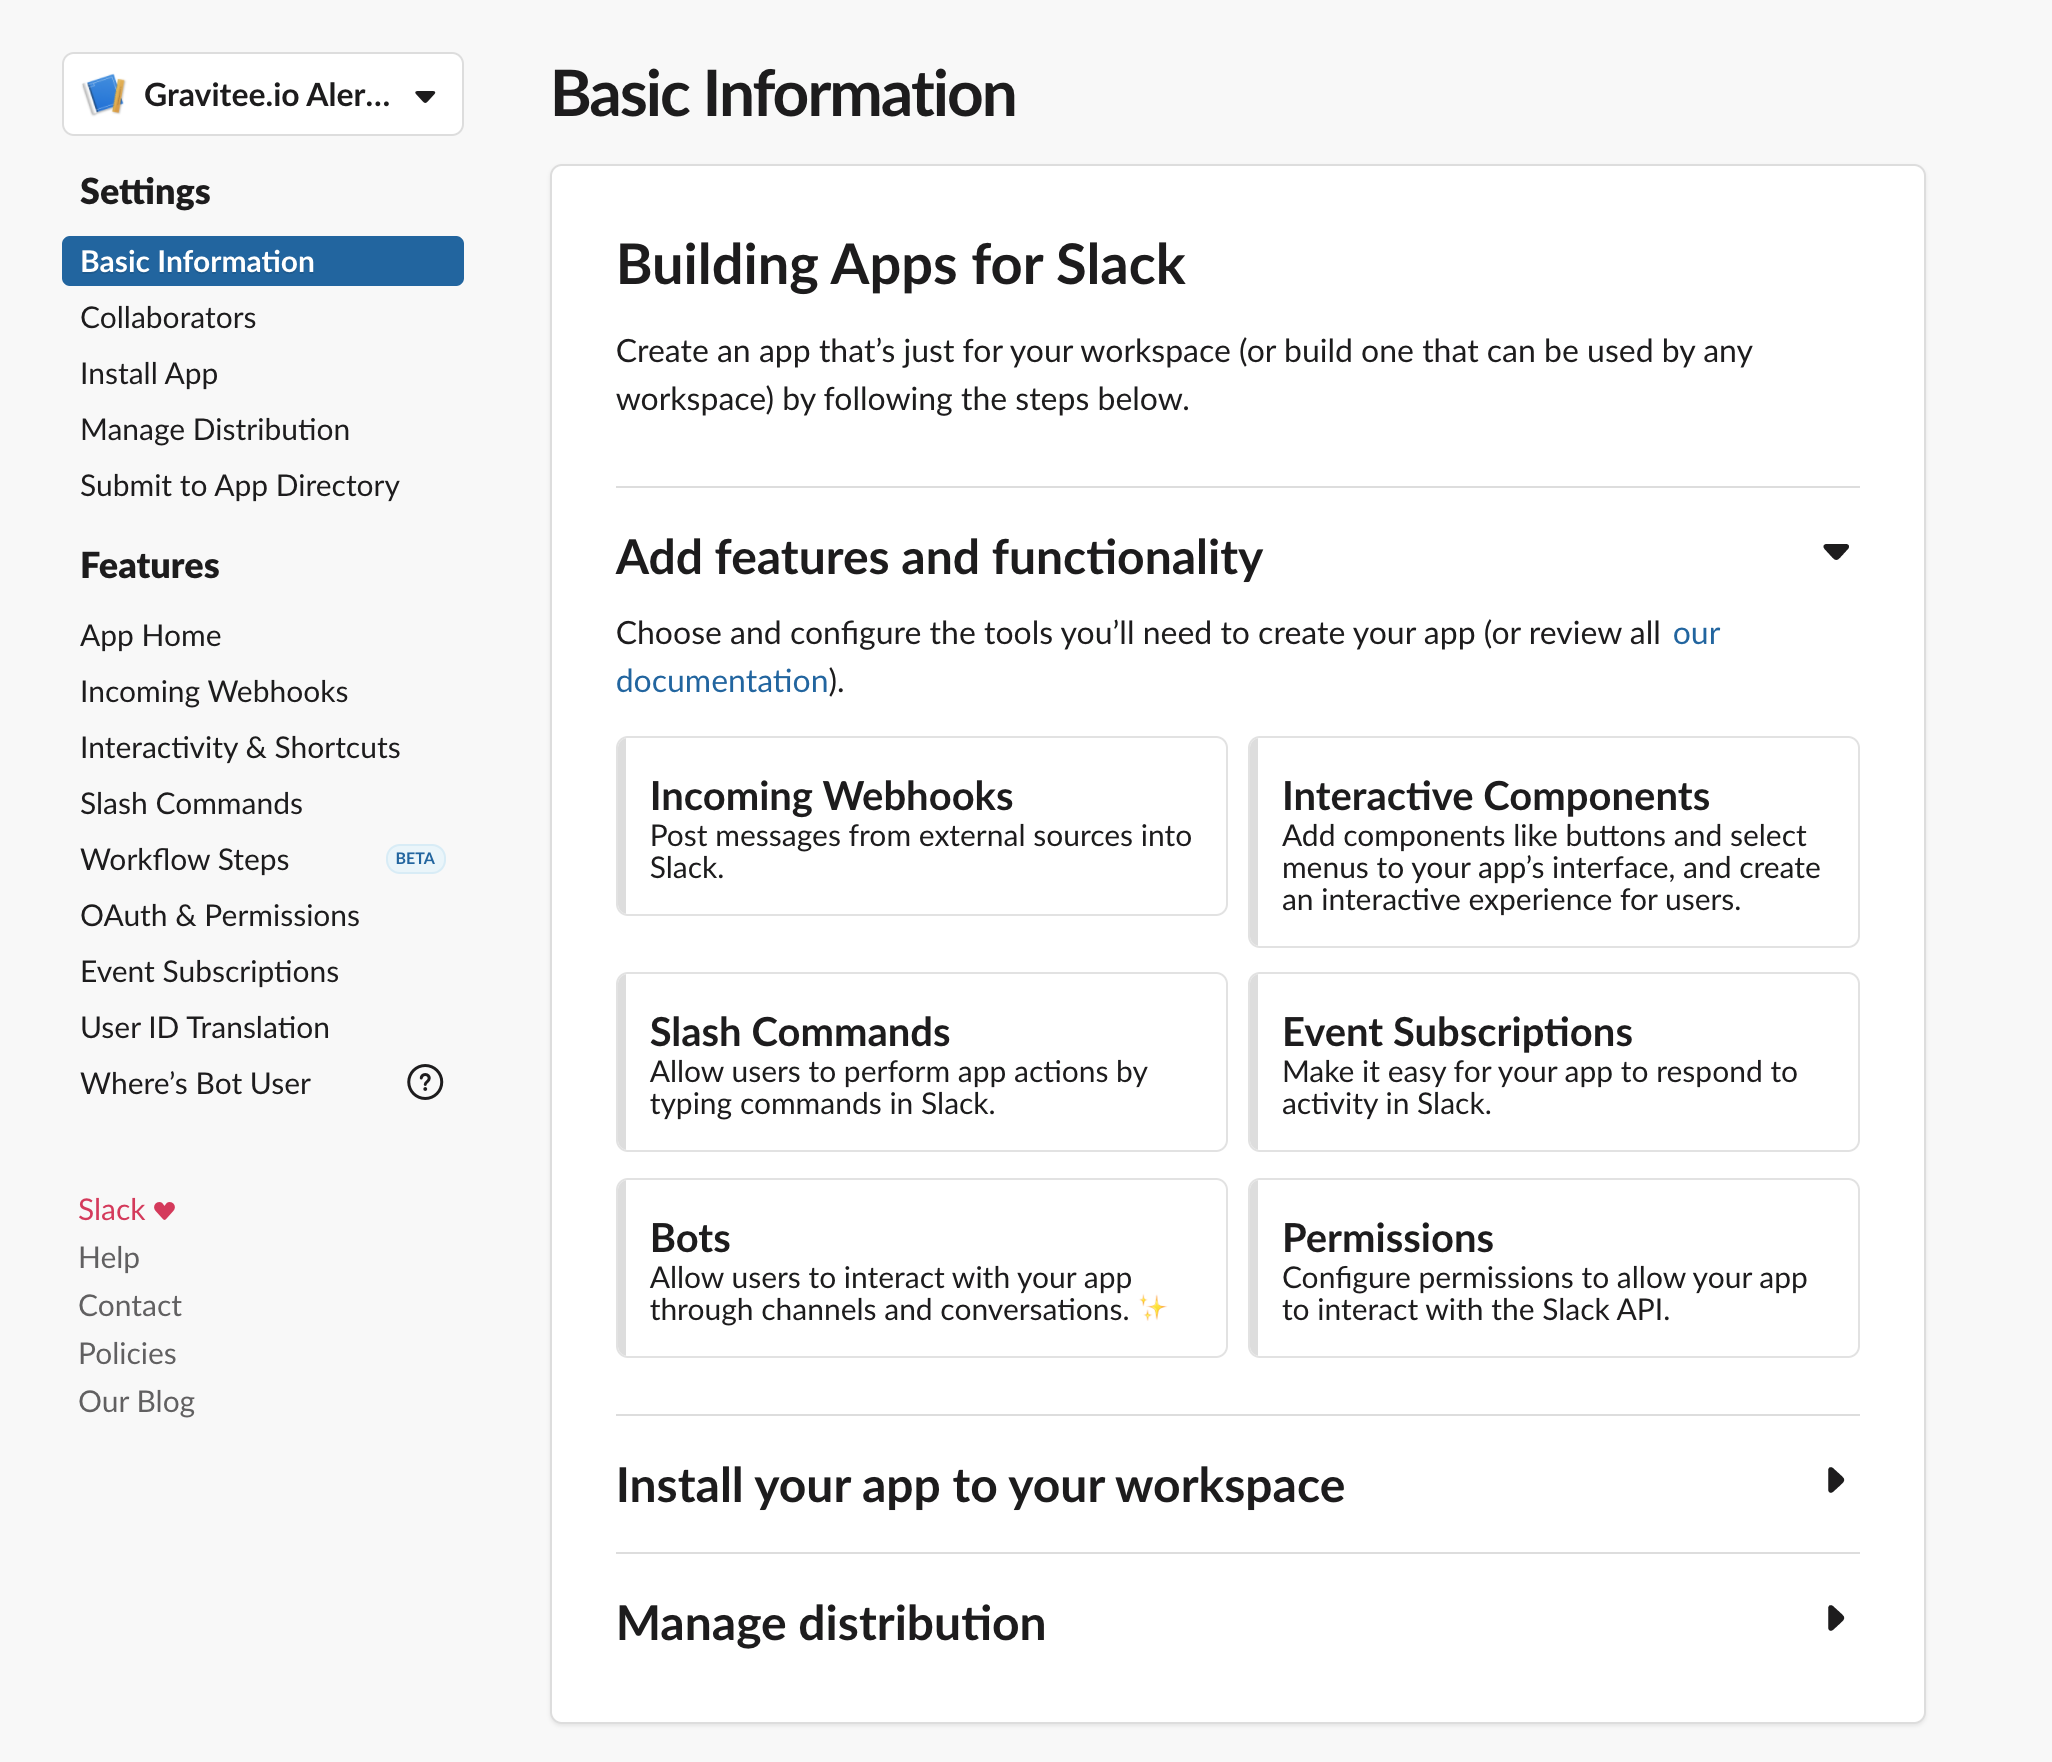 Gravitee.io Aler...
Settings
Basic Information
Collaborators
Install App
Manage Distribution
Submit to App Directory
Features
App Home
Incoming Webhooks
Interactivity & Shortcuts
Slash Commands
Workflow Steps BETA
OAuth & Permissions
Event Subscriptions
User ID Translation
Where’s Bot User ?
Slack ♥
Help
Contact
Policies
Our Blog
Basic Information
Building Apps for Slack
Create an app that’s just for your workspace (or build one that can be used by any
workspace) by following the steps below.
Add features and functionality
Choose and configure the tools you’ll need to create your app (or review all our
documentation).
Incoming Webhooks
Post messages from external sources into
Slack.
Interactive Components
Add components like buttons and select
menus to your app’s interface, and create
an interactive experience for users.
Slash Commands
Allow users to perform app actions by
typing commands in Slack.
Event Subscriptions
Make it easy for your app to respond to
activity in Slack.
Bots
Allow users to interact with your app
through channels and conversations. ✨
Permissions
Configure permissions to allow your app
to interact with the Slack API.
Install your app to your workspace
Manage distribution